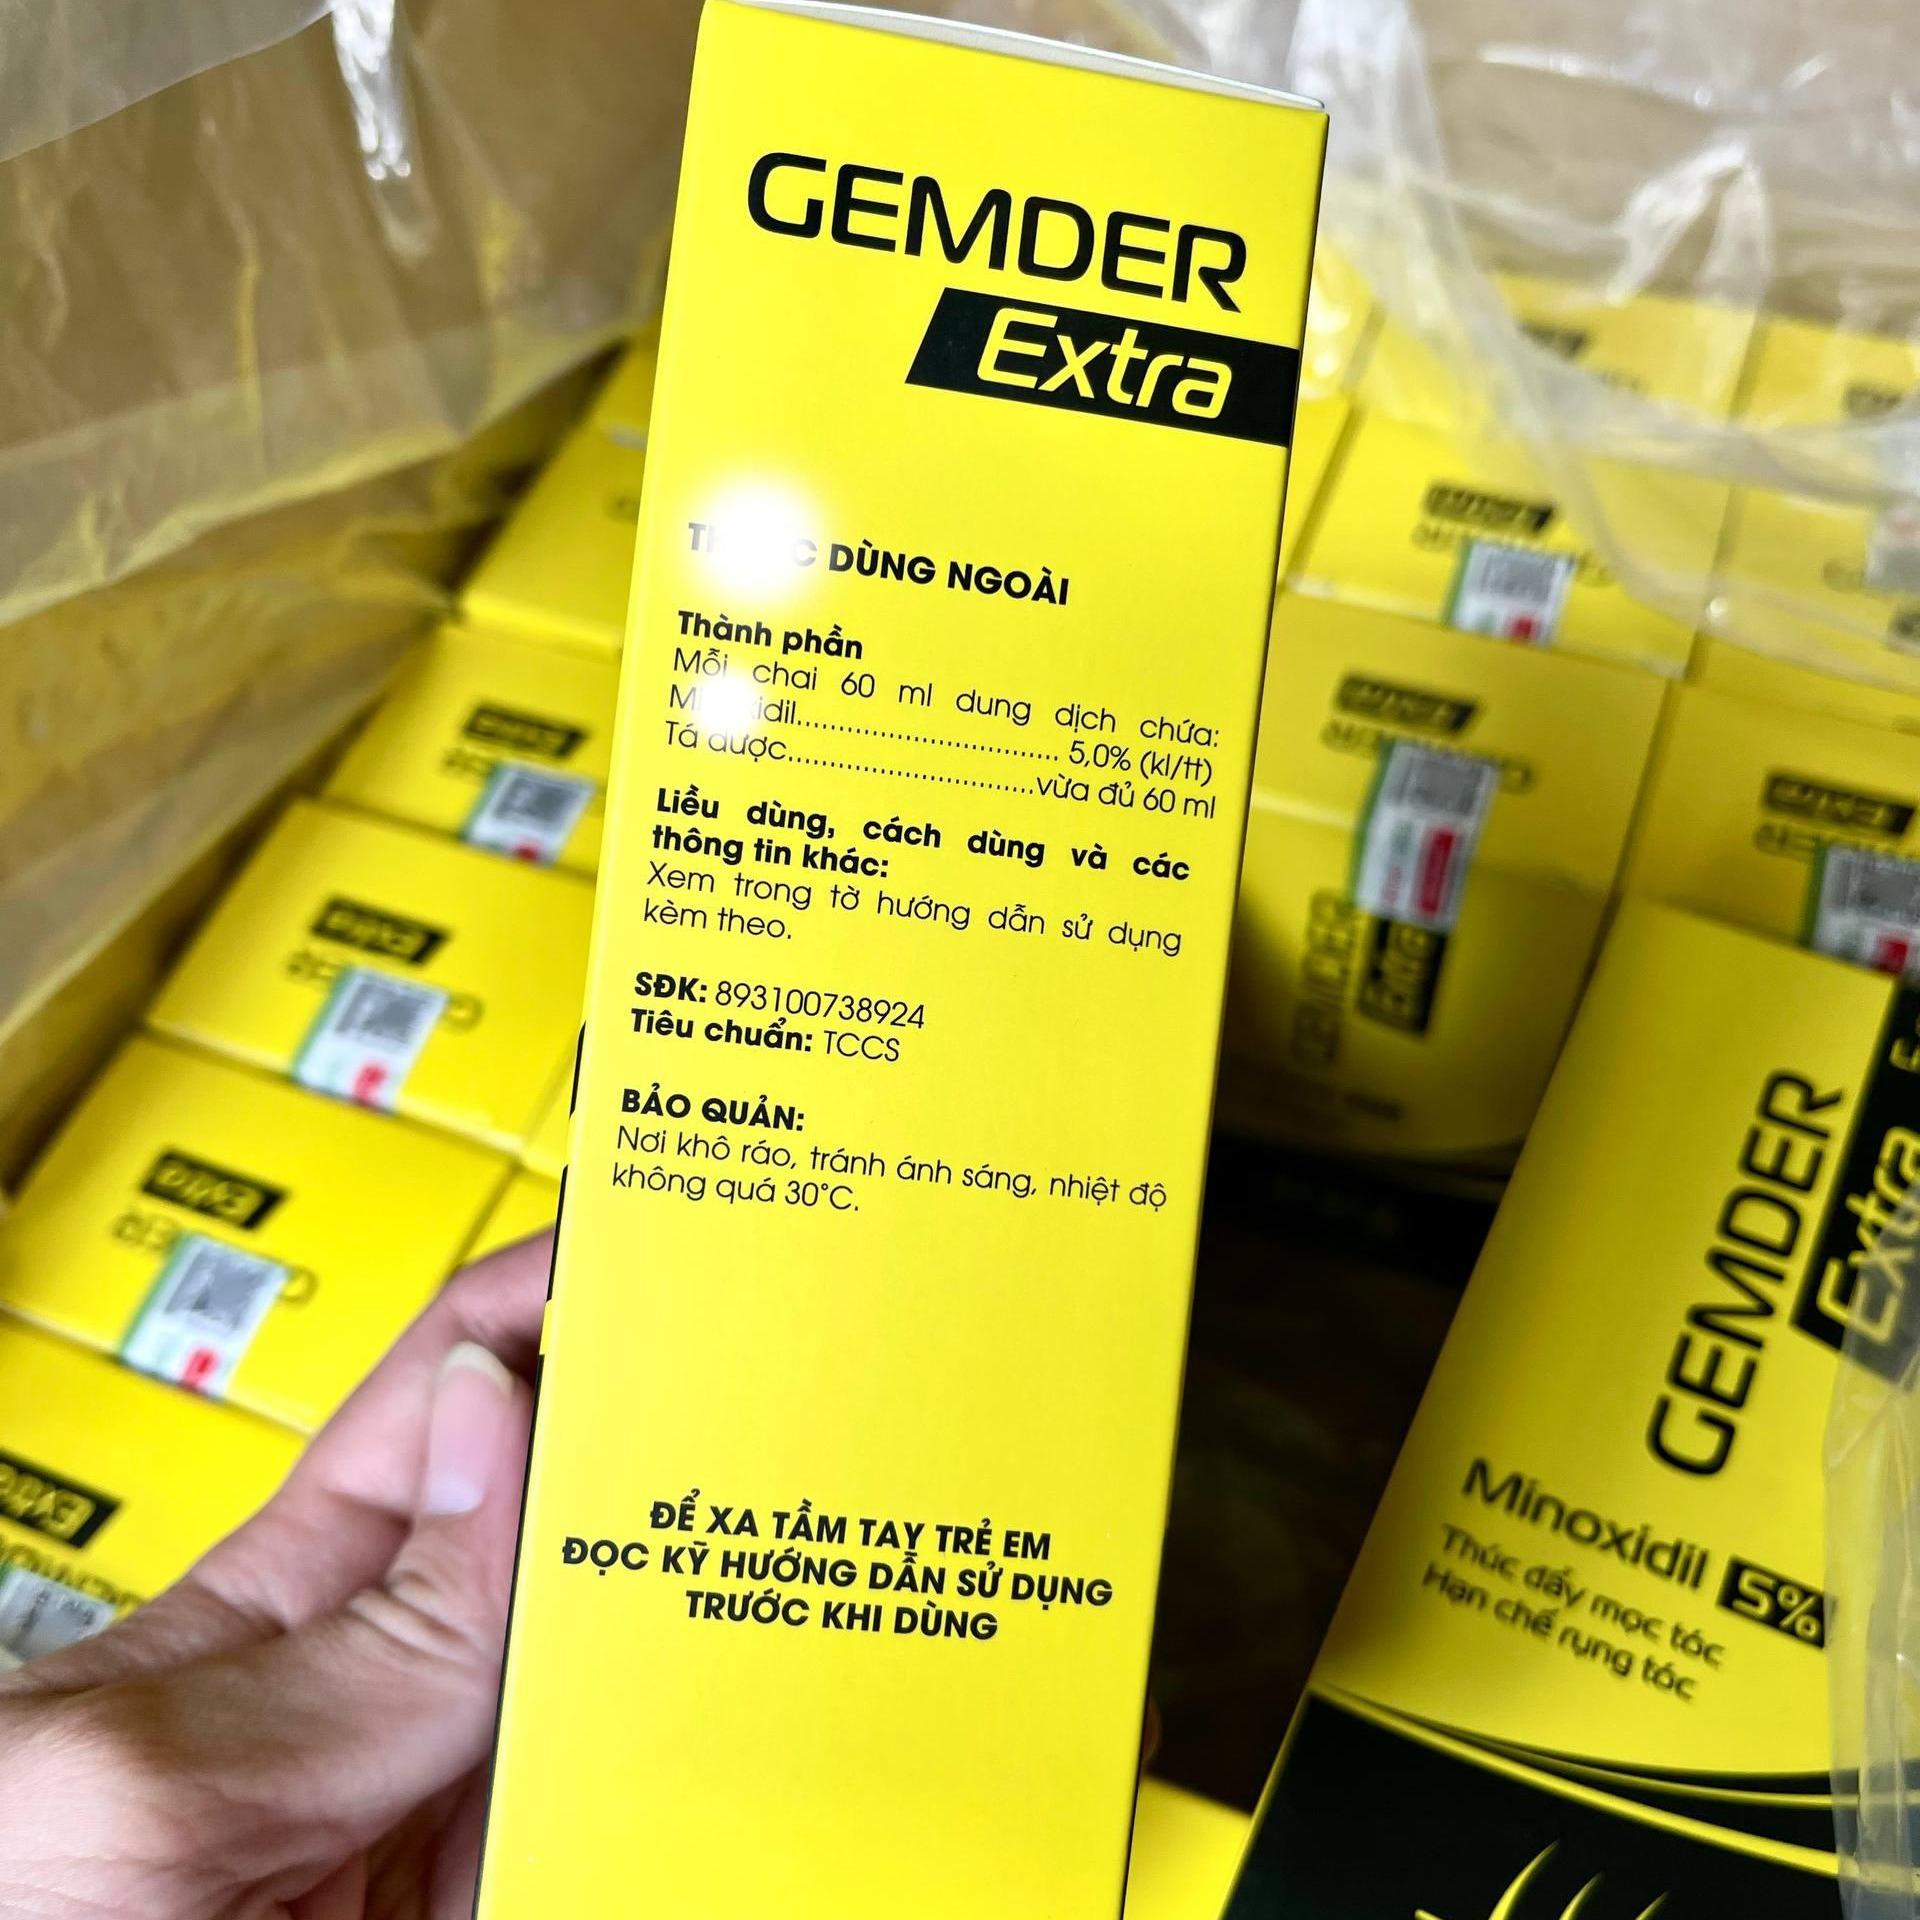 GEMDER
Extra
DÙNG NGOÀI
Thành phần
Mỗi chai 60 ml dung dịch chứa:
5,0% (kl/tt)
Tá dược..............................vừa đủ 60 ml
Liều dùng, cách dùng và các
thông tin khác:
Xem trong tờ hướng dẫn sử dụng
kèm theo.
SĐK: 893100738924
Tiêu chuẩn: TCCS
BẢO QUẢN:
Nơi khô ráo, tránh ánh sáng, nhiệt độ
không quá 30°C.
ĐỂ XA TẦM TAY TRẺ EM
ĐỌC KỸ HƯỚNG DẪN SỬ DỤNG
TRƯỚC KHI DÙNG
GEMDER
Extra
Minoxidil 5%
Thúc đẩy mọc tóc
Hạn chế rụng tóc
GEMDER
Extra